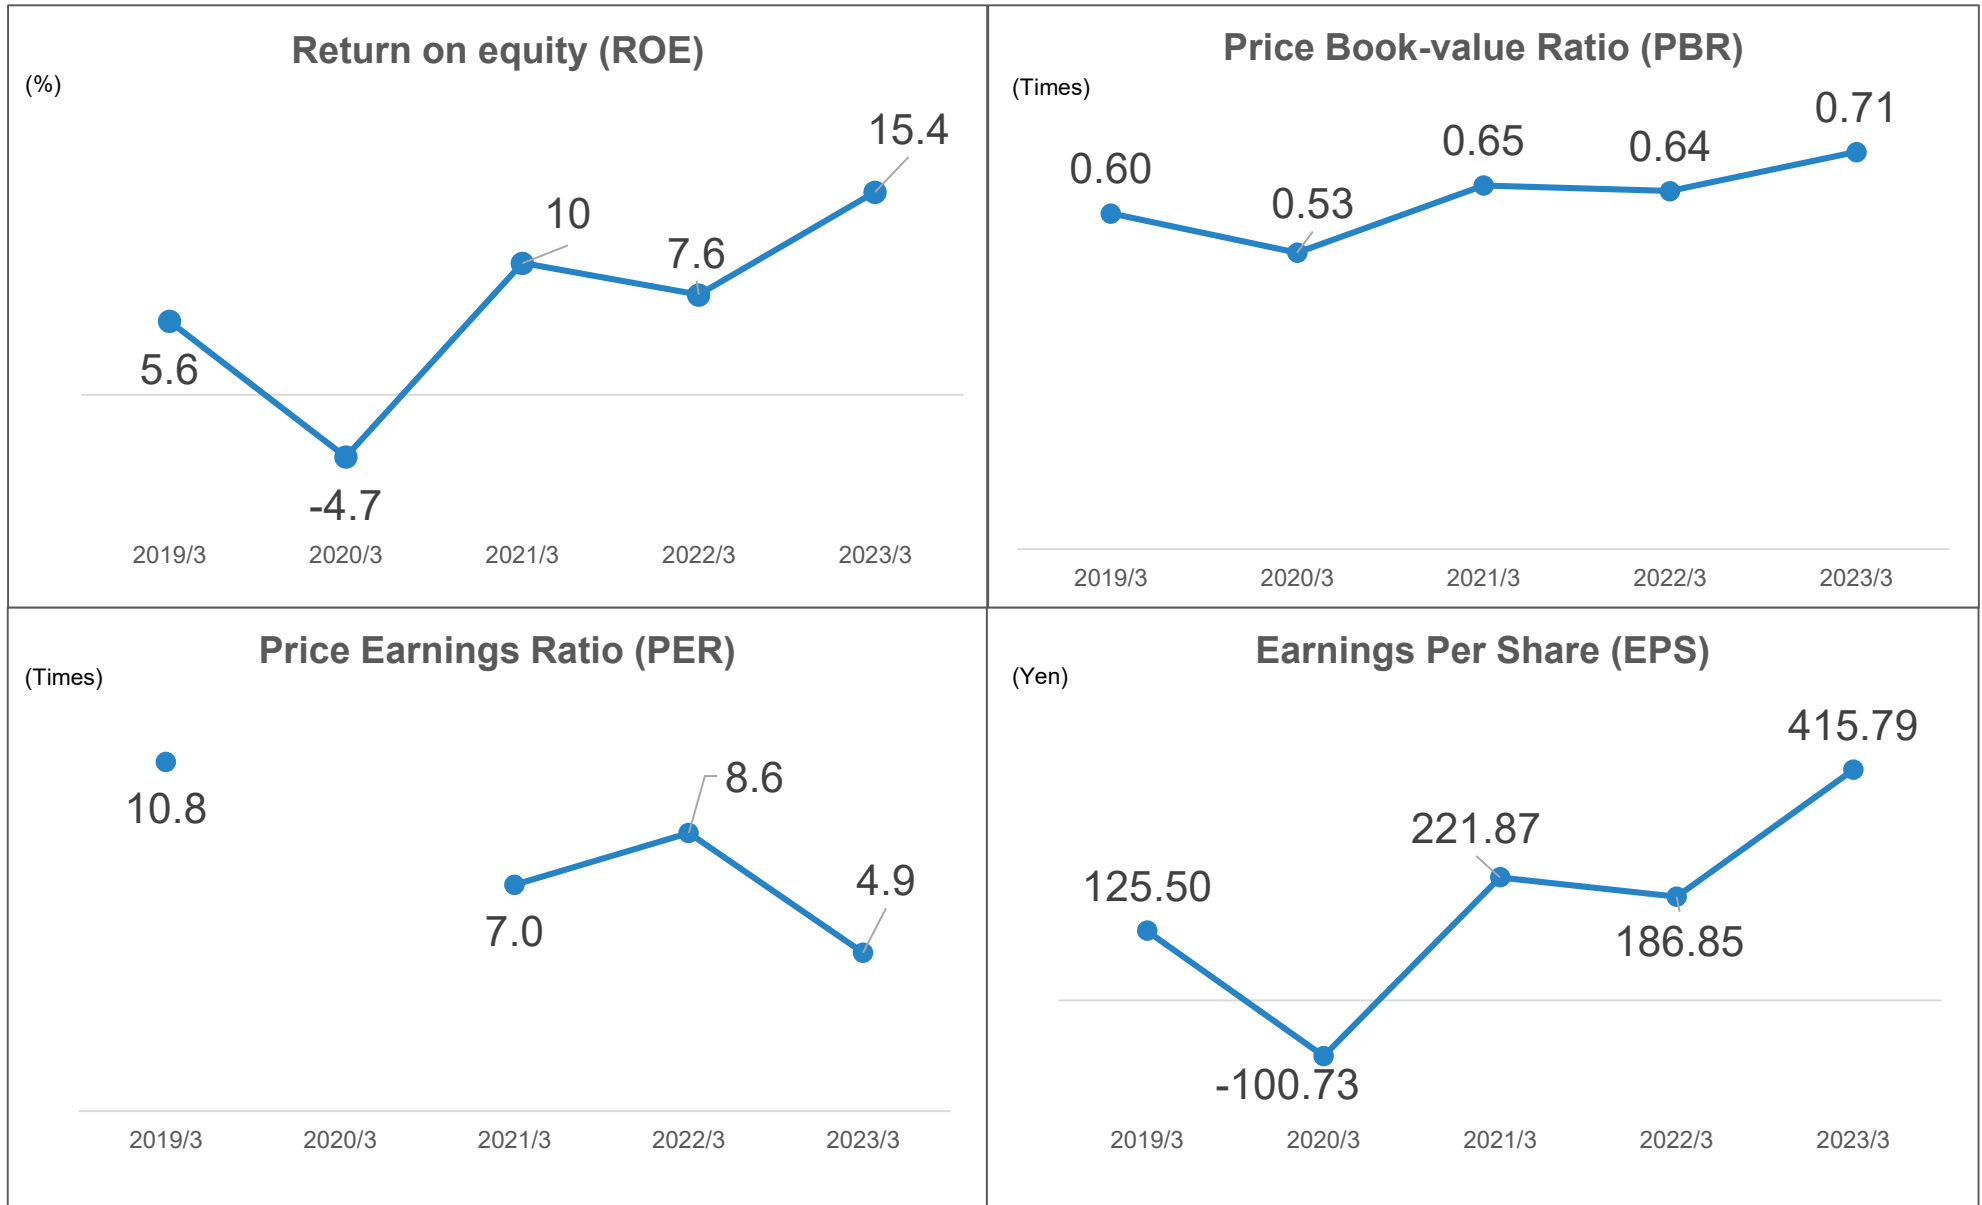 Return on equity (ROE)
(%)
15.4
10
7.6
5.6
-4.7
2019/3 2020/3 2021/3 2022/3 2023/3
Price Book-value Ratio (PBR)
(Times)
0.71
0.65
0.64
0.60
0.53
2019/3 2020/3 2021/3 2022/3 2023/3
Price Earnings Ratio (PER)
(Times)
8.6
10.8
4.9
7.0
2019/3 2020/3 2021/3 2022/3 2023/3
Earnings Per Share (EPS)
(Yen)
415.79
221.87
125.50
186.85
-100.73
2019/3 2020/3 2021/3 2022/3 2023/3